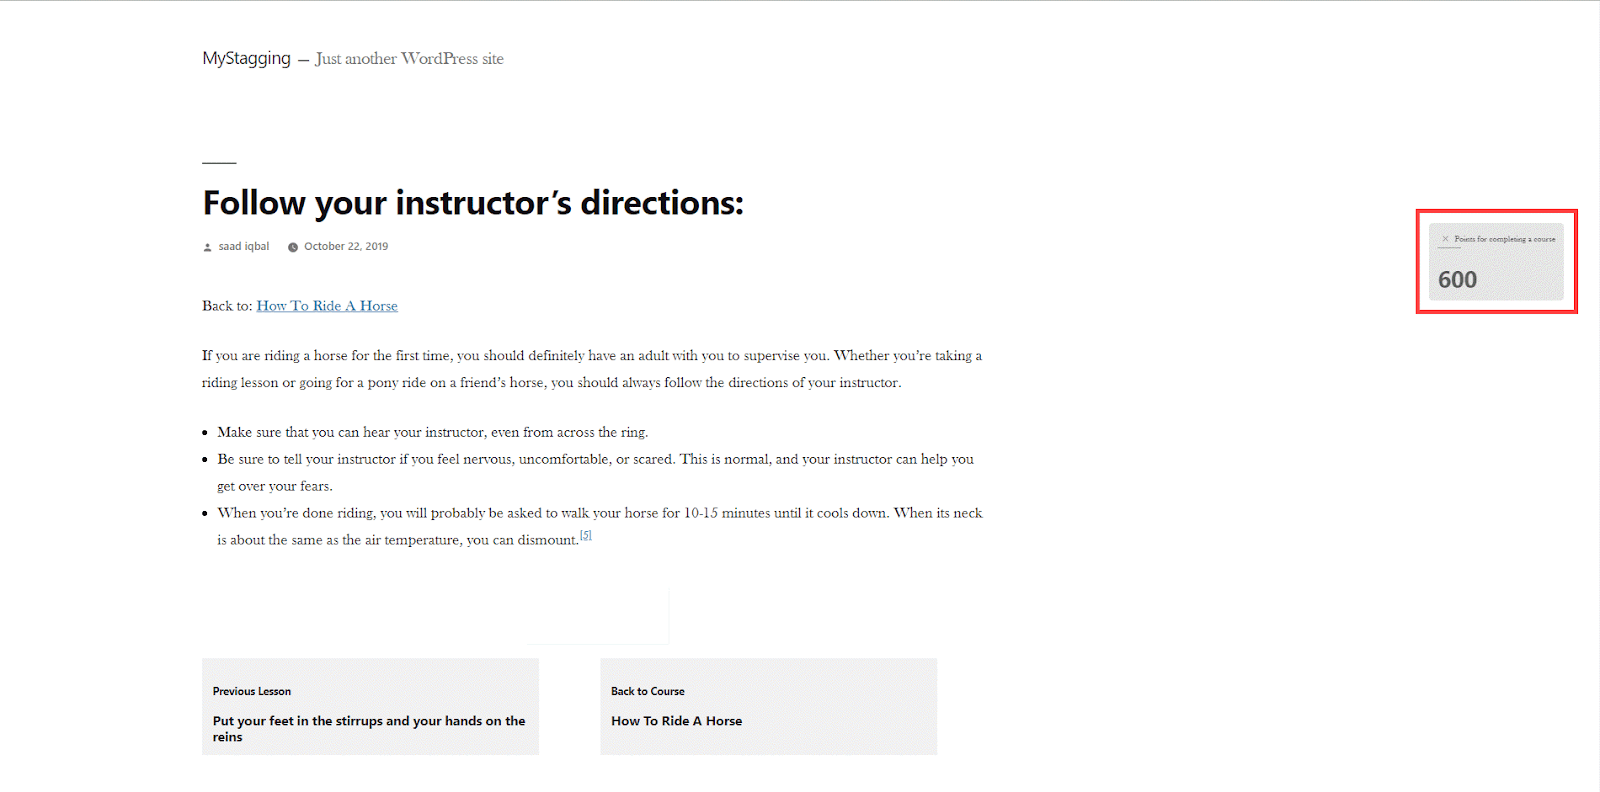 MyStagging — Just another WordPress site
Follow your instructor’s directions:
saad iqbal October 22, 2019
× Points for completing a course
600
Back to: How To Ride A Horse
If you are riding a horse for the first time, you should definitely have an adult with you to supervise you. Whether you’re taking a
riding lesson or going for a pony ride on a friend’s horse, you should always follow the directions of your instructor.
• Make sure that you can hear your instructor, even from across the ring.
• Be sure to tell your instructor if you feel nervous, uncomfortable, or scared. This is normal, and your instructor can help you
get over your fears.
• When you’re done riding, you will probably be asked to walk your horse for 10-15 minutes until it cools down. When its neck
is about the same as the air temperature, you can dismount.[5]
Previous Lesson
Put your feet in the stirrups and your hands on the
reins
Back to Course
How To Ride A Horse